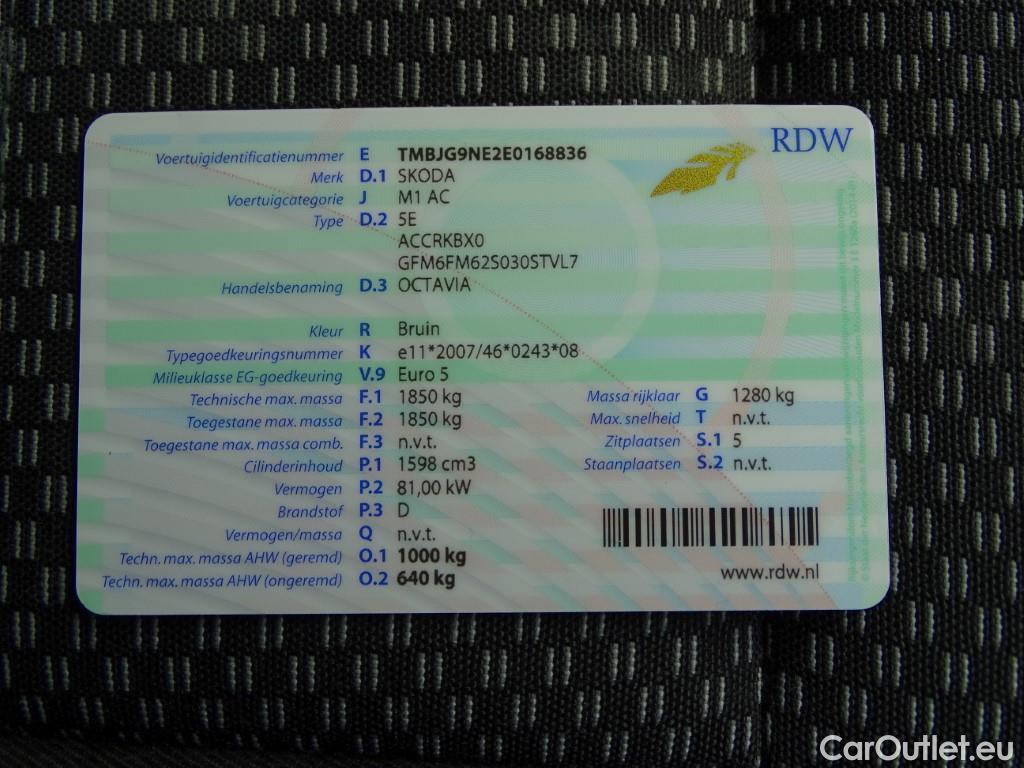 RDW
Voertuigidentificatienummer E TMBJG9NE2E0168836
Merk D.1 SKODA
Voertuigcategorie J M1 AC
Type D.2 5E
ACCRKBX0
GFM6FM62S030STVL7
Handelsbenaming D.3 OCTAVIA
Kleur R Bruin
Typegoedkeuringsnummer K e11*2007/46*0243*08
Milieuklasse EG-goedkeuring V.9 Euro 5
Technische max. massa F.1 1850 kg Massa rijklaar G 1280 kg
Toegestane max. massa F.2 1850 kg Max. snelheid T n.v.t.
Toegestane max. massa comb. F.3 n.v.t. Zitplaatsen S.1 5
Cilinderinhoud P.1 1598 cm3 Staanplaatsen S.2 n.v.t.
Vermogen P.2 81,00 kW
Brandstof P.3 D
Vermogen/massa Q n.v.t.
Techn. max. massa AHW (geremd) O.1 1000 kg
Techn. max. massa AHW (ongeremd) O.2 640 kg
www.rdw.nl
CarOutlet.eu